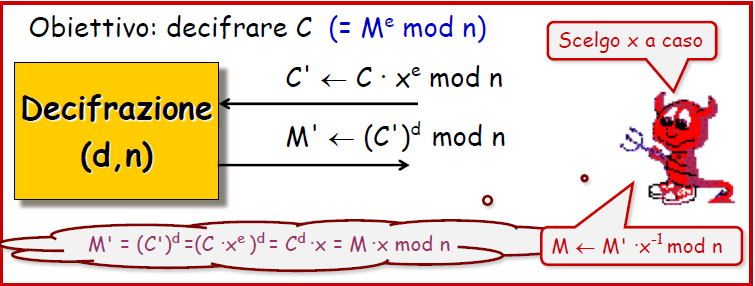 Obiettivo: decifrare C (= Mᵉ mod n)
Scelgo x a caso
C' ← C · xᵉ mod n
Decifrazione
(d,n)
M' ← (C')ᵈ mod n
M' = (C')ᵈ =(C ·xᵉ )ᵈ = Cᵈ ·x = M ·x mod n
M ← M' ·x⁻¹ mod n